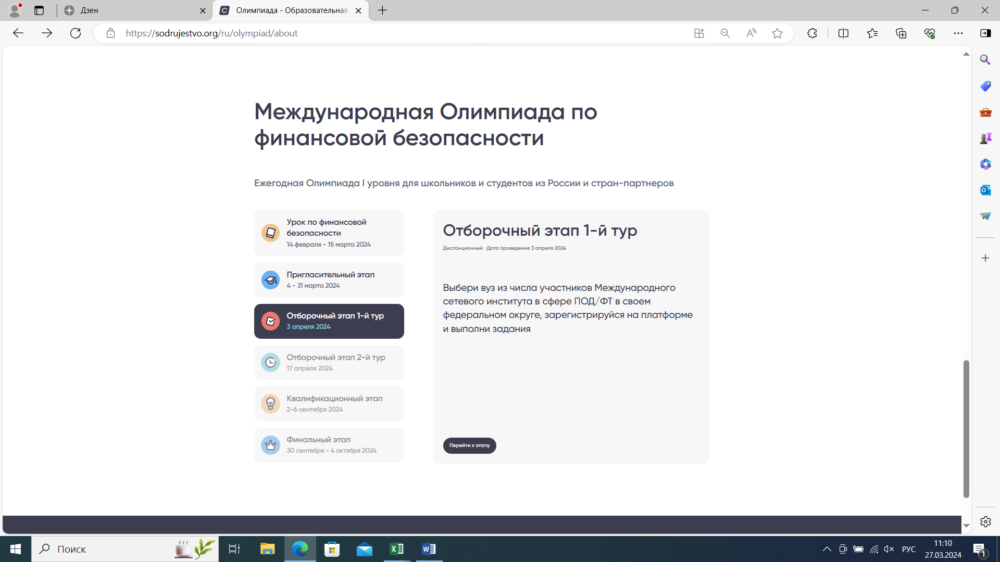 Дзен
Олимпиада - Образовательная
https://sodrujestvo.org/ru/olympiad/about
Международная Олимпиада по
финансовой безопасности
Ежегодная Олимпиада I уровня для школьников и студентов из России и стран-партнеров
Урок по финансовой
безопасности
14 февраля - 15 марта 2024
Пригласительный этап
4 - 31 марта 2024
Отборочный этап 1-й тур
3 апреля 2024
Отборочный этап 2-й тур
17 апреля 2024
Квалификационный этап
2-6 сентября 2024
Финальный этап
30 сентября - 4 октября 2024
Отборочный этап 1-й тур
Дистанционный · Дата проведения 3 апреля 2024
Выбери вуз из числа участников Международного
сетевого института в сфере ПОД/ФТ в своем
федеральном округе, зарегистрируйся на платформе
и выполни задания
Перейти к этапу
Поиск
РУС
11:10
27.03.2024
1